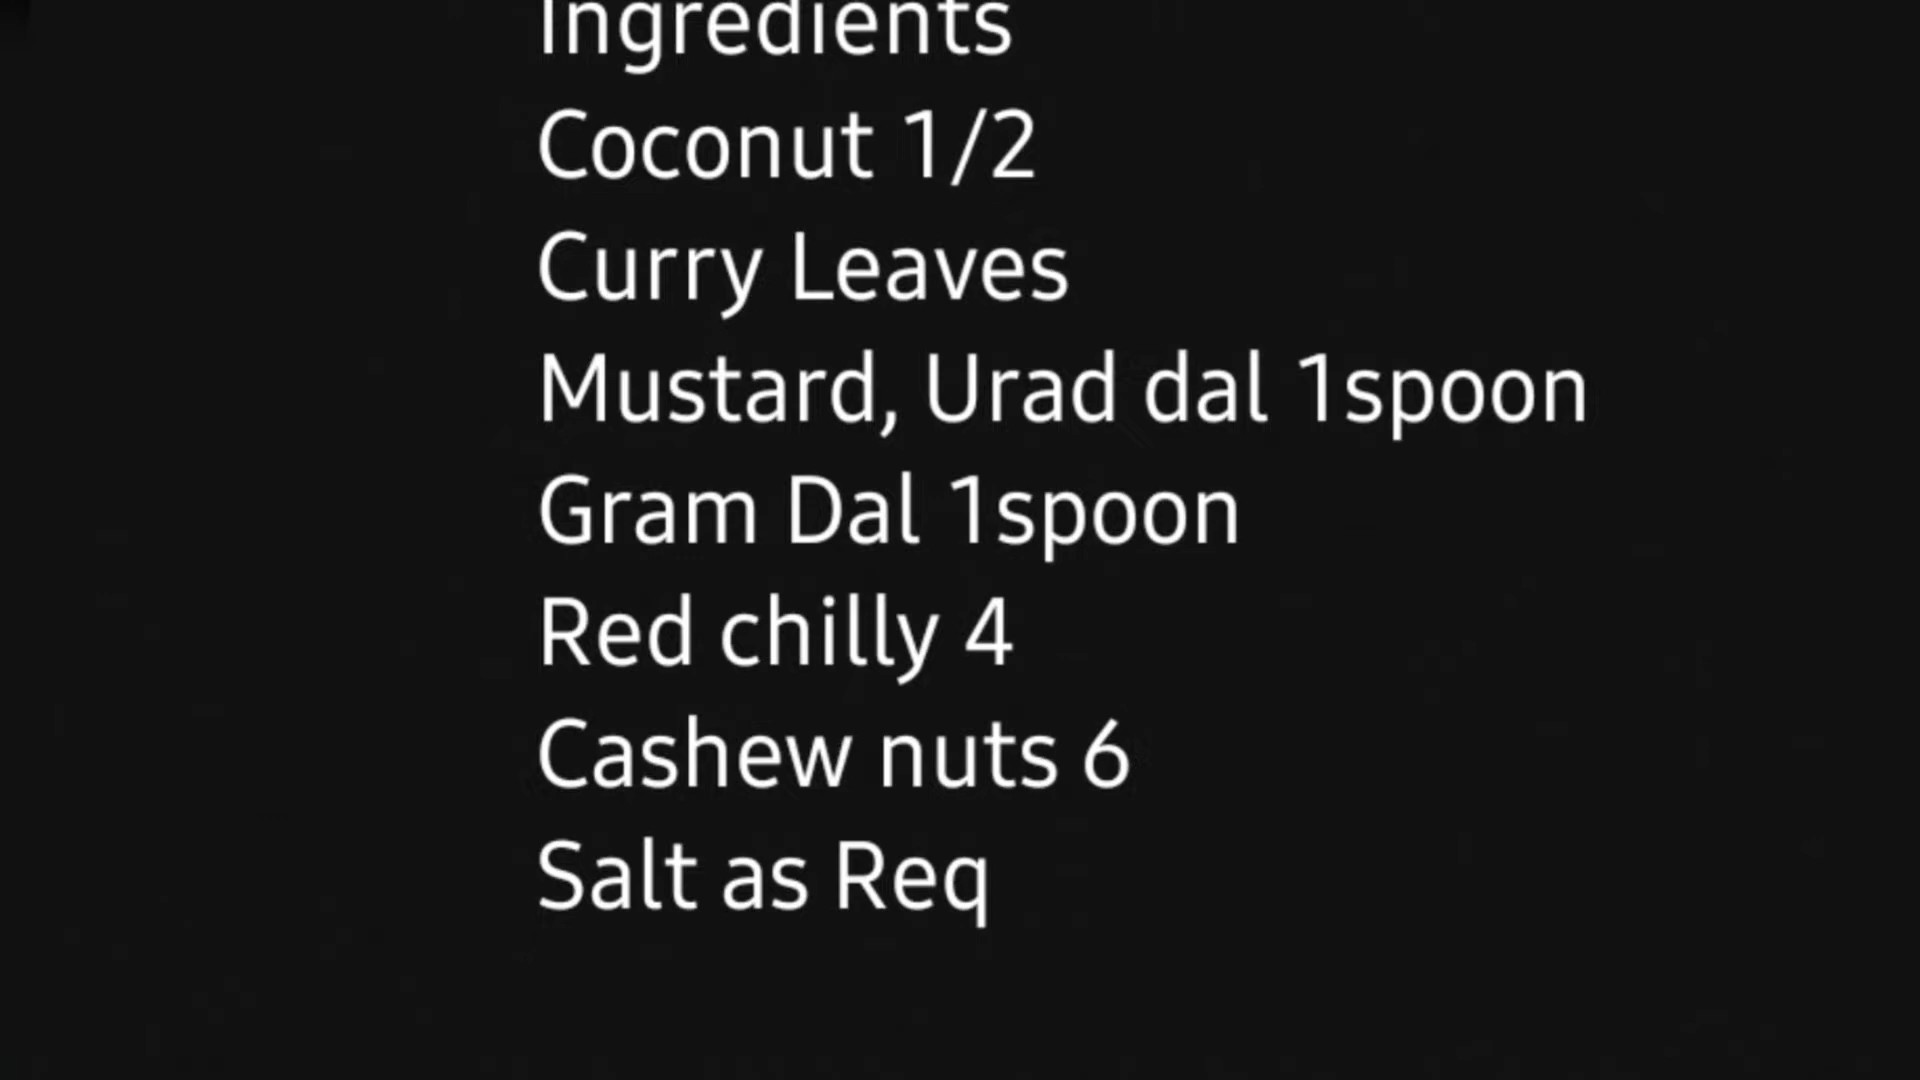 Ingredients
Coconut 1/2
Curry Leaves
Mustard, Urad dal 1spoon
Gram Dal 1spoon
Red chilly 4
Cashew nuts 6
Salt as Req